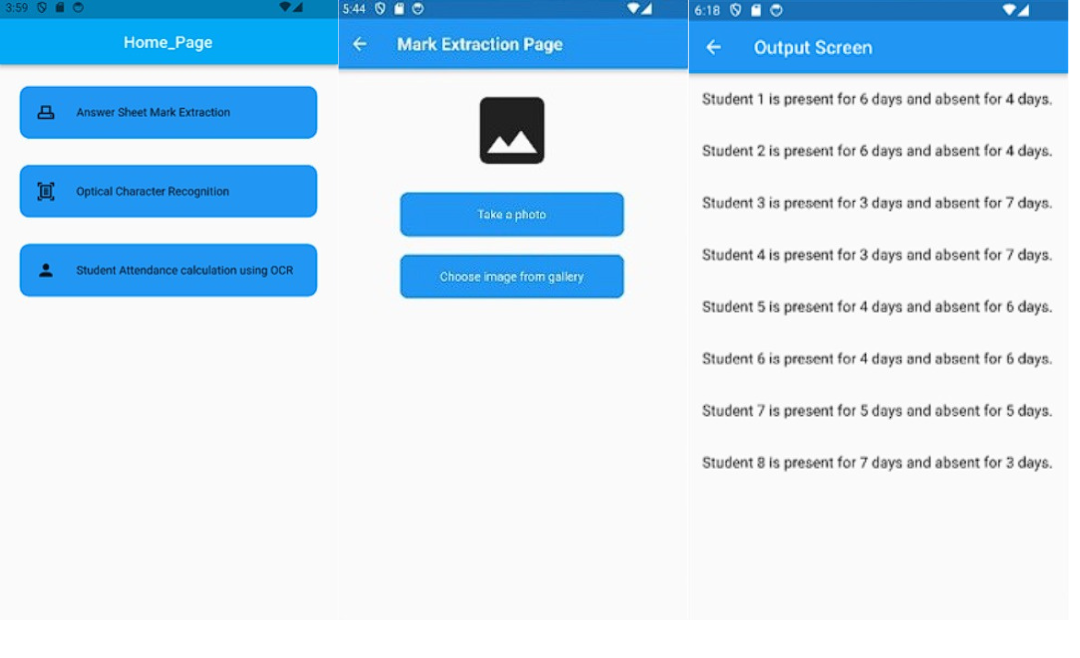 3:59
Home_Page
Answer Sheet Mark Extraction
Optical Character Recognition
Student Attendance calculation using OCR
5:44
Mark Extraction Page
Take a photo
Choose image from gallery
6:18
Output Screen
Student 1 is present for 6 days and absent for 4 days.
Student 2 is present for 6 days and absent for 4 days.
Student 3 is present for 3 days and absent for 7 days.
Student 4 is present for 3 days and absent for 7 days.
Student 5 is present for 4 days and absent for 6 days.
Student 6 is present for 4 days and absent for 6 days.
Student 7 is present for 5 days and absent for 5 days.
Student 8 is present for 7 days and absent for 3 days.